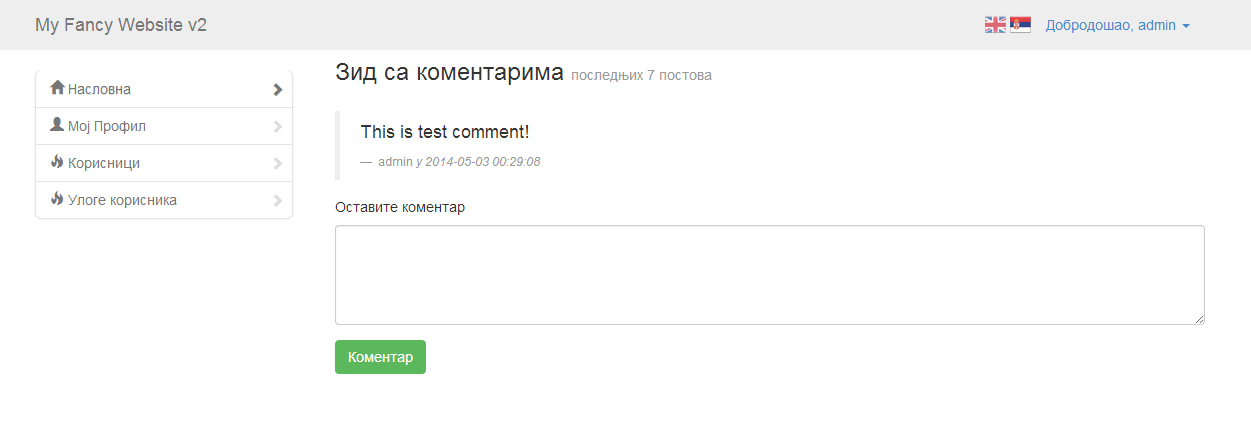 My Fancy Website v2
Добродошао, admin
Насловна
Мој Профил
Корисници
Улоге корисника
Зид са коментарима последњих 7 постова
This is test comment!
— admin у 2014-05-03 00:29:08
Оставите коментар
Коментар